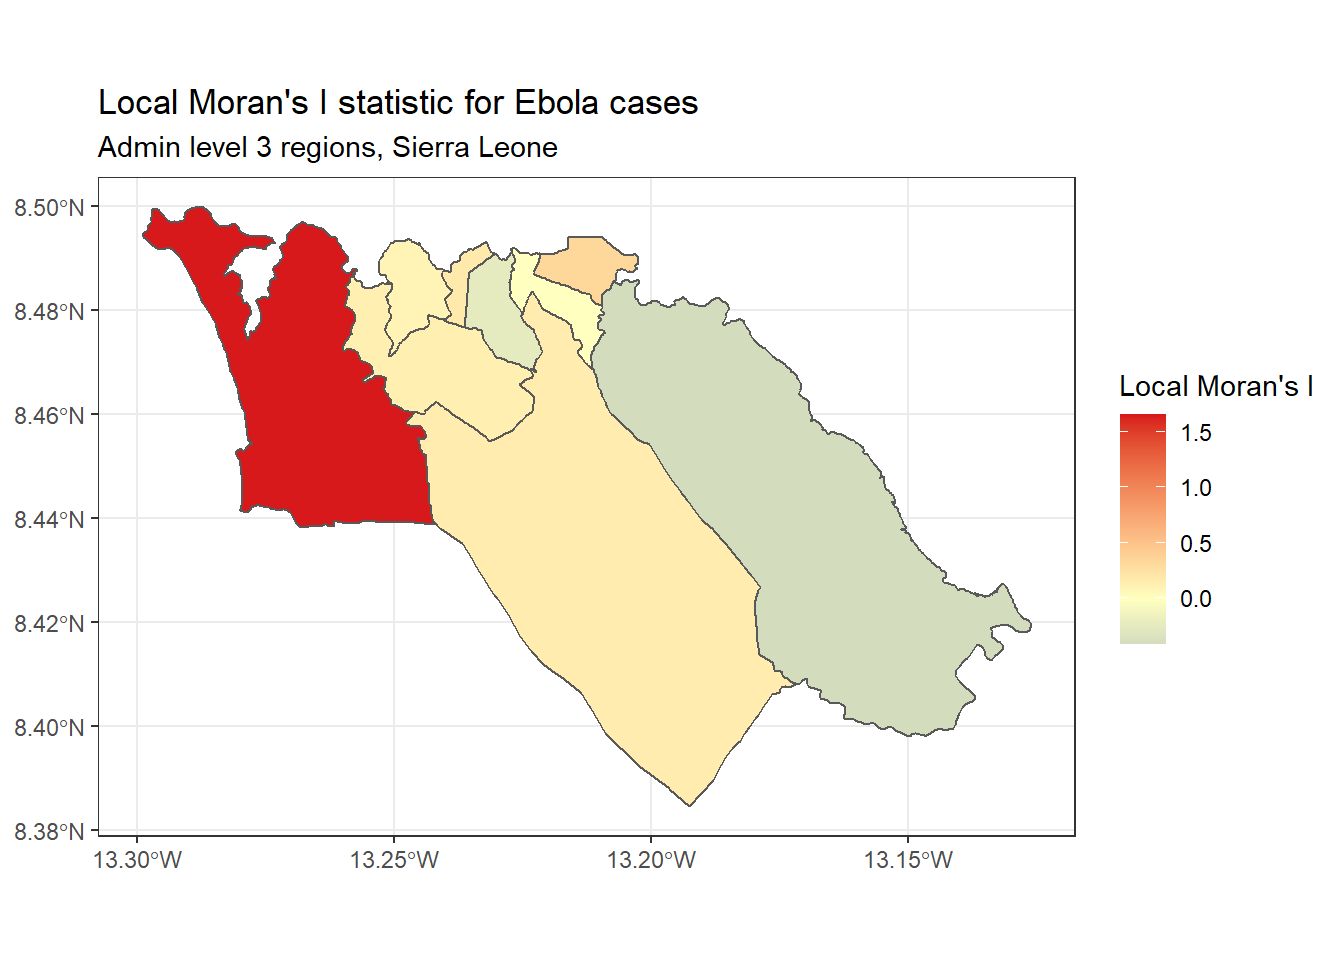 Local Moran's I statistic for Ebola cases
Admin level 3 regions, Sierra Leone
8.50°N
8.48°N
8.46°N
8.44°N
8.42°N
8.40°N
8.38°N
13.30°W
13.25°W
13.20°W
13.15°W
Local Moran's I
1.5
1.0
0.5
0.0